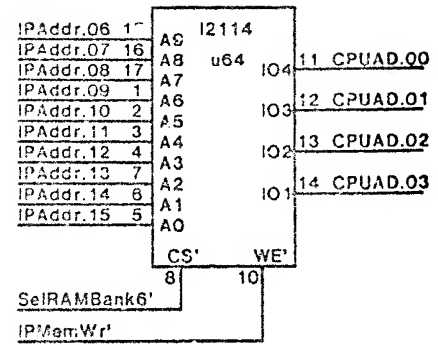 IPAddr.06 A9 I2114
IPAddr.07 16 A8 u64 11 CPUAD.00
IPAddr.08 17 A7 IO4
IPAddr.09 1 A6 12 CPUAD.01
IPAddr.10 2 A5 IO3
IPAddr.11 3 A4 13 CPUAD.02
IPAddr.12 4 A3 IO2
IPAddr.13 7 A2 14 CPUAD.03
IPAddr.14 6 A1 IO1
IPAddr.15 5 A0
CS' WE'
8 10
SelRAMBank6'
IPMemWr'